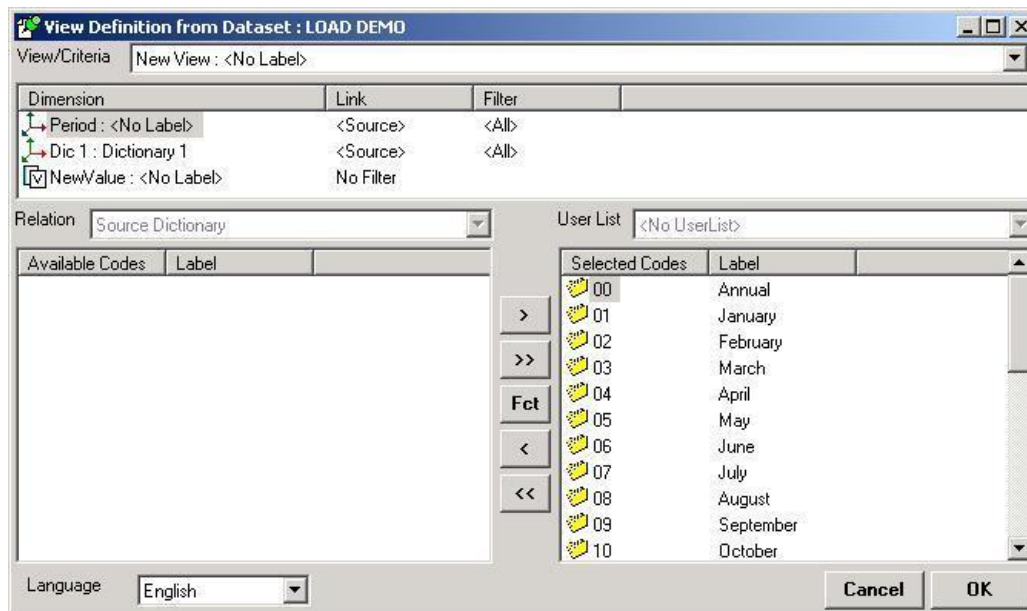 View Definition from Dataset : LOAD DEMO
View/Criteria New View : <No Label>
Dimension Link Filter
Period : <No Label> <Source> <All>
Dic 1 : Dictionary 1 <Source> <All>
NewValue : <No Label> No Filter
Relation Source Dictionary User List <No UserList>
Available Codes Label Selected Codes Label
00 Annual
> 01 January
02 February
>> 03 March
04 April
Fct 05 May
< 06 June
07 July
<< 08 August
09 September
10 October
Language English Cancel OK